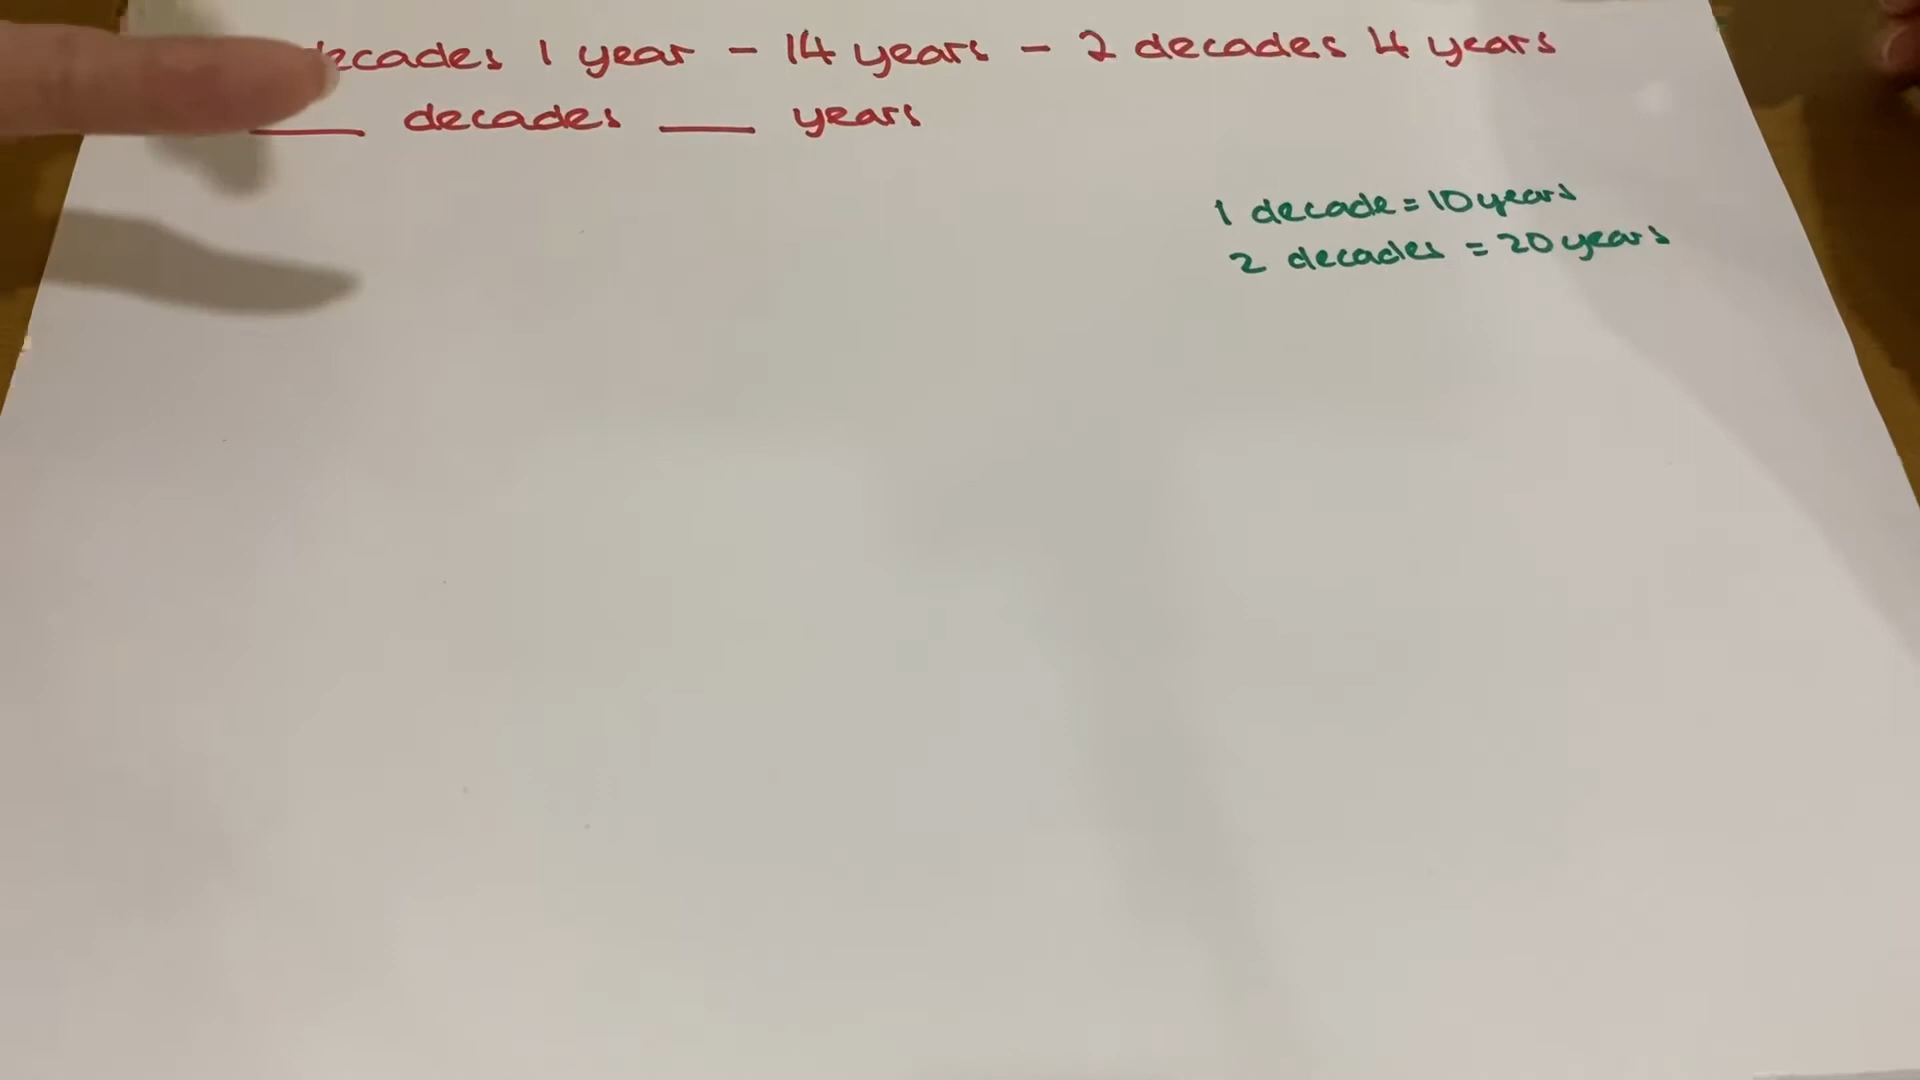 decades 1 year - 14 years - 2 decades 4 years
___ decades ___ years
1 decade = 10 years
2 decades = 20 years